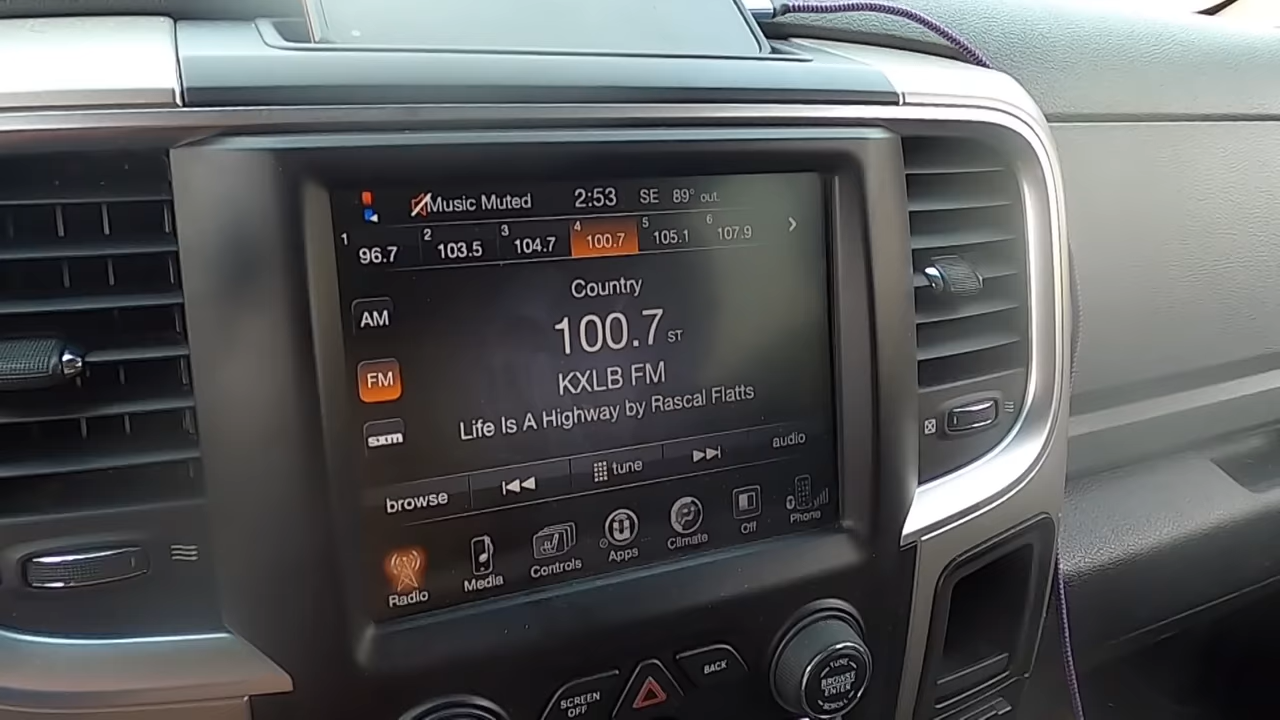 Music Muted 2:53 SE 89° out.
1 96.7 2 103.5 3 104.7 4 100.7 5 105.1 6 107.9
Country
AM
100.7 ST
FM
KXLB FM
Life Is A Highway by Rascal Flatts
sxm
browse tune audio
Radio Media Controls Apps Climate Off Phone
SCREEN OFF
BACK
TUNE
BROWSE
ENTER
SCROLL